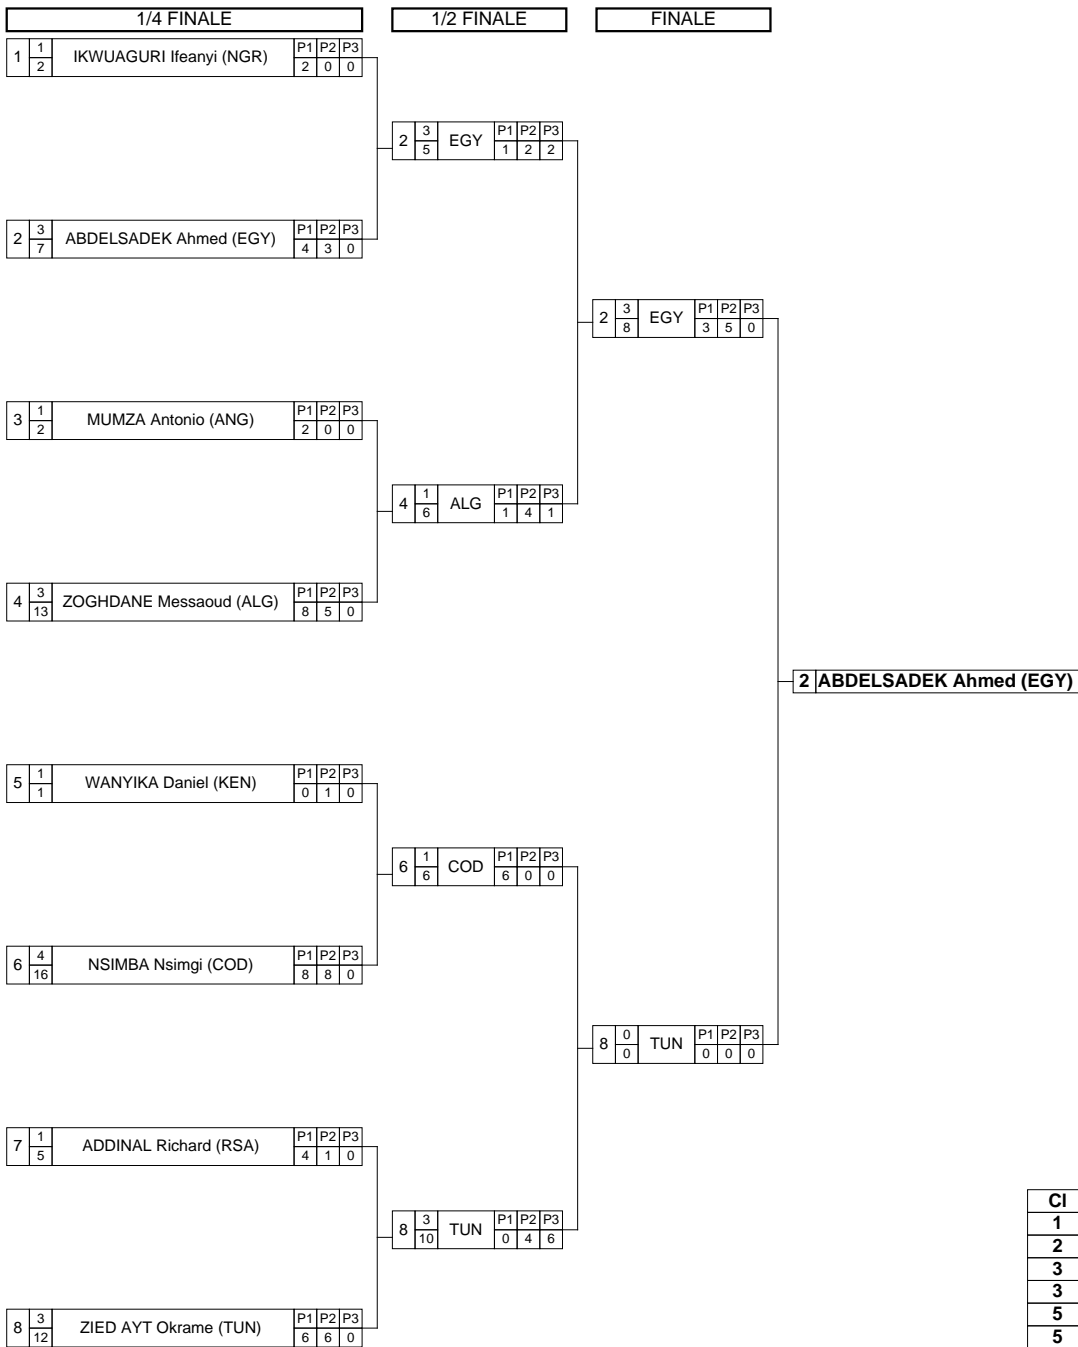 1/4 FINALE 1/2 FINALE FINALE
1 1 2 IKWUAGURI Ifeanyi (NGR) P1 P2 P3 2 0 0
2 3 5 EGY P1 P2 P3 1 2 2
2 3 7 ABDELSADEK Ahmed (EGY) P1 P2 P3 4 3 0
2 3 8 EGY P1 P2 P3 3 5 0
3 1 2 MUMZA Antonio (ANG) P1 P2 P3 2 0 0
4 1 6 ALG P1 P2 P3 1 4 1
4 3 13 ZOGHDANE Messaoud (ALG) P1 P2 P3 8 5 0
2 ABDELSADEK Ahmed (EGY)
5 1 1 WANYIKA Daniel (KEN) P1 P2 P3 0 1 0
6 1 6 COD P1 P2 P3 6 0 0
6 4 16 NSIMBA Nsimgi (COD) P1 P2 P3 8 8 0
8 0 0 TUN P1 P2 P3 0 0 0
7 1 5 ADDINAL Richard (RSA) P1 P2 P3 4 1 0
8 3 10 TUN P1 P2 P3 0 4 6
8 3 12 ZIED AYT Okrame (TUN) P1 P2 P3 6 6 0
Cl
1
2
3
3
5
5